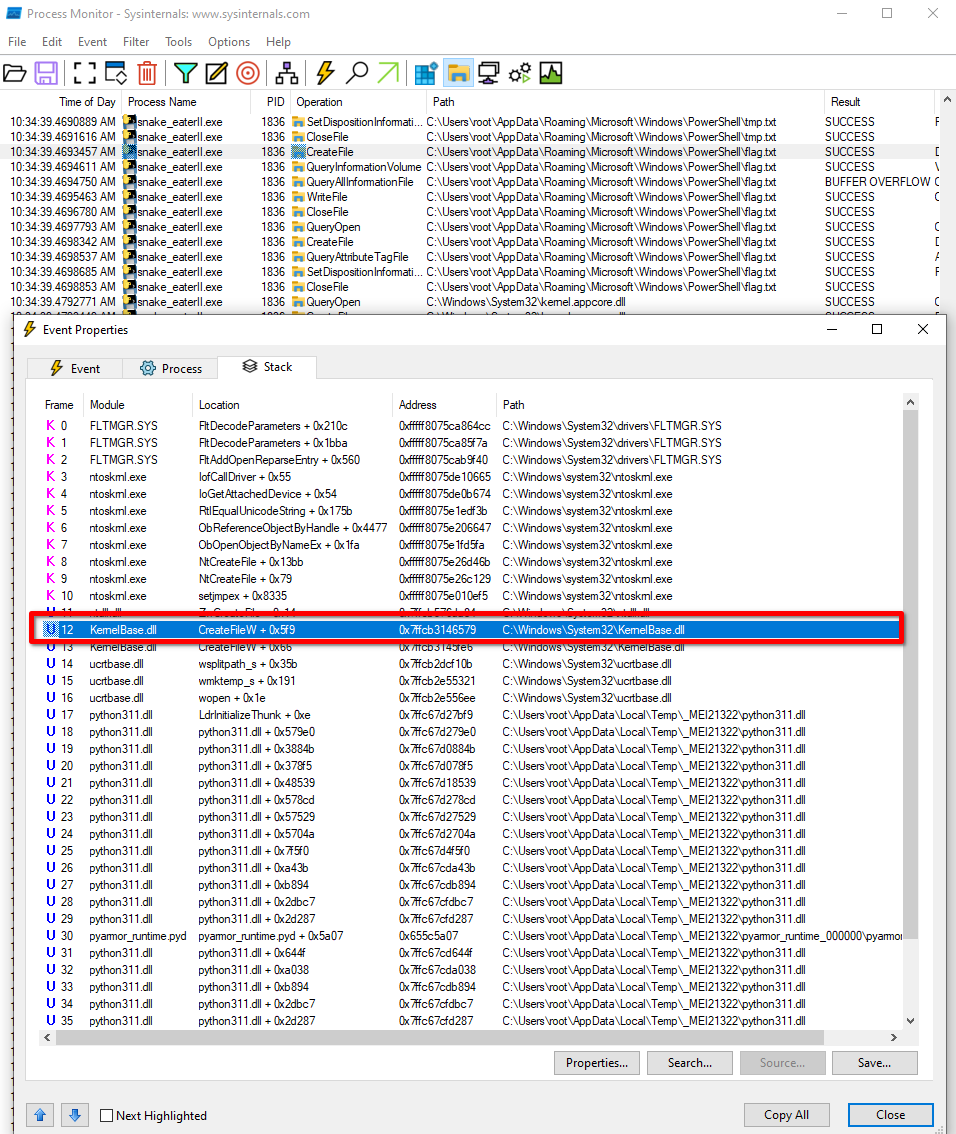 Process Monitor - Sysinternals: www.sysinternals.com
File Edit Event Filter Tools Options Help
Time of Day Process Name PID Operation Path Result
10:34:39.4690889 AM snake_eaterII.exe 1836 SetDispositionInformati... C:\Users\root\AppData\Roaming\Microsoft\Windows\PowerShell\tmp.txt SUCCESS F
10:34:39.4691616 AM snake_eaterII.exe 1836 CloseFile C:\Users\root\AppData\Roaming\Microsoft\Windows\PowerShell\tmp.txt SUCCESS
10:34:39.4693457 AM snake_eaterII.exe 1836 CreateFile C:\Users\root\AppData\Roaming\Microsoft\Windows\PowerShell\flag.txt SUCCESS D
10:34:39.4694611 AM snake_eaterII.exe 1836 QueryInformationVolume C:\Users\root\AppData\Roaming\Microsoft\Windows\PowerShell\flag.txt SUCCESS V
10:34:39.4694750 AM snake_eaterII.exe 1836 QueryAllInformationFile C:\Users\root\AppData\Roaming\Microsoft\Windows\PowerShell\flag.txt BUFFER OVERFLOW C
10:34:39.4695463 AM snake_eaterII.exe 1836 WriteFile C:\Users\root\AppData\Roaming\Microsoft\Windows\PowerShell\flag.txt SUCCESS
10:34:39.4696780 AM snake_eaterII.exe 1836 CloseFile C:\Users\root\AppData\Roaming\Microsoft\Windows\PowerShell\flag.txt SUCCESS
10:34:39.4697793 AM snake_eaterII.exe 1836 QueryOpen C:\Users\root\AppData\Roaming\Microsoft\Windows\PowerShell\flag.txt SUCCESS
10:34:39.4698342 AM snake_eaterII.exe 1836 CreateFile C:\Users\root\AppData\Roaming\Microsoft\Windows\PowerShell\flag.txt SUCCESS D
10:34:39.4698537 AM snake_eaterII.exe 1836 QueryAttributeTagFile C:\Users\root\AppData\Roaming\Microsoft\Windows\PowerShell\flag.txt SUCCESS A
10:34:39.4698685 AM snake_eaterII.exe 1836 SetDispositionInformati... C:\Users\root\AppData\Roaming\Microsoft\Windows\PowerShell\flag.txt SUCCESS F
10:34:39.4698853 AM snake_eaterII.exe 1836 CloseFile C:\Users\root\AppData\Roaming\Microsoft\Windows\PowerShell\flag.txt SUCCESS
10:34:39.4792771 AM snake_eaterII.exe 1836 QueryOpen C:\Windows\System32\kernel.appcore.dll SUCCESS
Event Properties
Event Process Stack
Frame Module Location Address Path
K 0 FLTMGR.SYS FltDecodeParameters + 0x210c 0xfffff8075ca864cc C:\Windows\System32\drivers\FLTMGR.SYS
K 1 FLTMGR.SYS FltDecodeParameters + 0x1bba 0xfffff8075ca85f7a C:\Windows\System32\drivers\FLTMGR.SYS
K 2 FLTMGR.SYS FltAddOpenReparseEntry + 0x560 0xfffff8075cab9f40 C:\Windows\System32\drivers\FLTMGR.SYS
K 3 ntoskrnl.exe IofCallDriver + 0x55 0xfffff8075de10665 C:\Windows\system32\ntoskrnl.exe
K 4 ntoskrnl.exe IoGetAttachedDevice + 0x54 0xfffff8075de0b674 C:\Windows\system32\ntoskrnl.exe
K 5 ntoskrnl.exe RtlEqualUnicodeString + 0x175b 0xfffff8075e1edf3b C:\Windows\system32\ntoskrnl.exe
K 6 ntoskrnl.exe ObReferenceObjectByHandle + 0x4477 0xfffff8075e206647 C:\Windows\system32\ntoskrnl.exe
K 7 ntoskrnl.exe ObOpenObjectByNameEx + 0x1fa 0xfffff8075e1fd5fa C:\Windows\system32\ntoskrnl.exe
K 8 ntoskrnl.exe NtCreateFile + 0x13bb 0xfffff8075e26d46b C:\Windows\system32\ntoskrnl.exe
K 9 ntoskrnl.exe NtCreateFile + 0x79 0xfffff8075e26c129 C:\Windows\system32\ntoskrnl.exe
K 10 ntoskrnl.exe setjmpex + 0x8335 0xfffff8075e010ef5 C:\Windows\system32\ntoskrnl.exe
U 12 KernelBase.dll CreateFileW + 0x5f9 0x7ffcb3146579 C:\Windows\System32\KernelBase.dll
U 13 KernelBase.dll CreateFileW + 0x66 0x7ffcb3145fe6 C:\Windows\System32\KernelBase.dll
U 14 ucrtbase.dll wsplitpath_s + 0x35b 0x7ffcb2dcf10b C:\Windows\System32\ucrtbase.dll
U 15 ucrtbase.dll wmktemp_s + 0x191 0x7ffcb2e55321 C:\Windows\System32\ucrtbase.dll
U 16 ucrtbase.dll wopen + 0x1e 0x7ffcb2e556ee C:\Windows\System32\ucrtbase.dll
U 17 python311.dll LdrInitializeThunk + 0xe 0x7ffc67d27bf9 C:\Users\root\AppData\Local\Temp\_MEI21322\python311.dll
U 18 python311.dll python311.dll + 0x579e0 0x7ffc67d279e0 C:\Users\root\AppData\Local\Temp\_MEI21322\python311.dll
U 19 python311.dll python311.dll + 0x3884b 0x7ffc67d0884b C:\Users\root\AppData\Local\Temp\_MEI21322\python311.dll
U 20 python311.dll python311.dll + 0x378f5 0x7ffc67d078f5 C:\Users\root\AppData\Local\Temp\_MEI21322\python311.dll
U 21 python311.dll python311.dll + 0x48539 0x7ffc67d18539 C:\Users\root\AppData\Local\Temp\_MEI21322\python311.dll
U 22 python311.dll python311.dll + 0x578cd 0x7ffc67d278cd C:\Users\root\AppData\Local\Temp\_MEI21322\python311.dll
U 23 python311.dll python311.dll + 0x57529 0x7ffc67d27529 C:\Users\root\AppData\Local\Temp\_MEI21322\python311.dll
U 24 python311.dll python311.dll + 0x5704a 0x7ffc67d2704a C:\Users\root\AppData\Local\Temp\_MEI21322\python311.dll
U 25 python311.dll python311.dll + 0x7f5f0 0x7ffc67d4f5f0 C:\Users\root\AppData\Local\Temp\_MEI21322\python311.dll
U 26 python311.dll python311.dll + 0xa43b 0x7ffc67cda43b C:\Users\root\AppData\Local\Temp\_MEI21322\python311.dll
U 27 python311.dll python311.dll + 0xb894 0x7ffc67cdb894 C:\Users\root\AppData\Local\Temp\_MEI21322\python311.dll
U 28 python311.dll python311.dll + 0x2dbc7 0x7ffc67cfdbc7 C:\Users\root\AppData\Local\Temp\_MEI21322\python311.dll
U 29 python311.dll python311.dll + 0x2d287 0x7ffc67cfd287 C:\Users\root\AppData\Local\Temp\_MEI21322\python311.dll
U 30 pyarmor_runtime.pyd pyarmor_runtime.pyd + 0x5a07 0x655c5a07 C:\Users\root\AppData\Local\Temp\_MEI21322\pyarmor_runtime_000000\pyarmor
U 31 python311.dll python311.dll + 0x644f 0x7ffc67cd644f C:\Users\root\AppData\Local\Temp\_MEI21322\python311.dll
U 32 python311.dll python311.dll + 0xa038 0x7ffc67cda038 C:\Users\root\AppData\Local\Temp\_MEI21322\python311.dll
U 33 python311.dll python311.dll + 0xb894 0x7ffc67cdb894 C:\Users\root\AppData\Local\Temp\_MEI21322\python311.dll
U 34 python311.dll python311.dll + 0x2dbc7 0x7ffc67cfdbc7 C:\Users\root\AppData\Local\Temp\_MEI21322\python311.dll
U 35 python311.dll python311.dll + 0x2d287 0x7ffc67cfd287 C:\Users\root\AppData\Local\Temp\_MEI21322\python311.dll
Properties... Search... Source... Save...
Next Highlighted Copy All Close